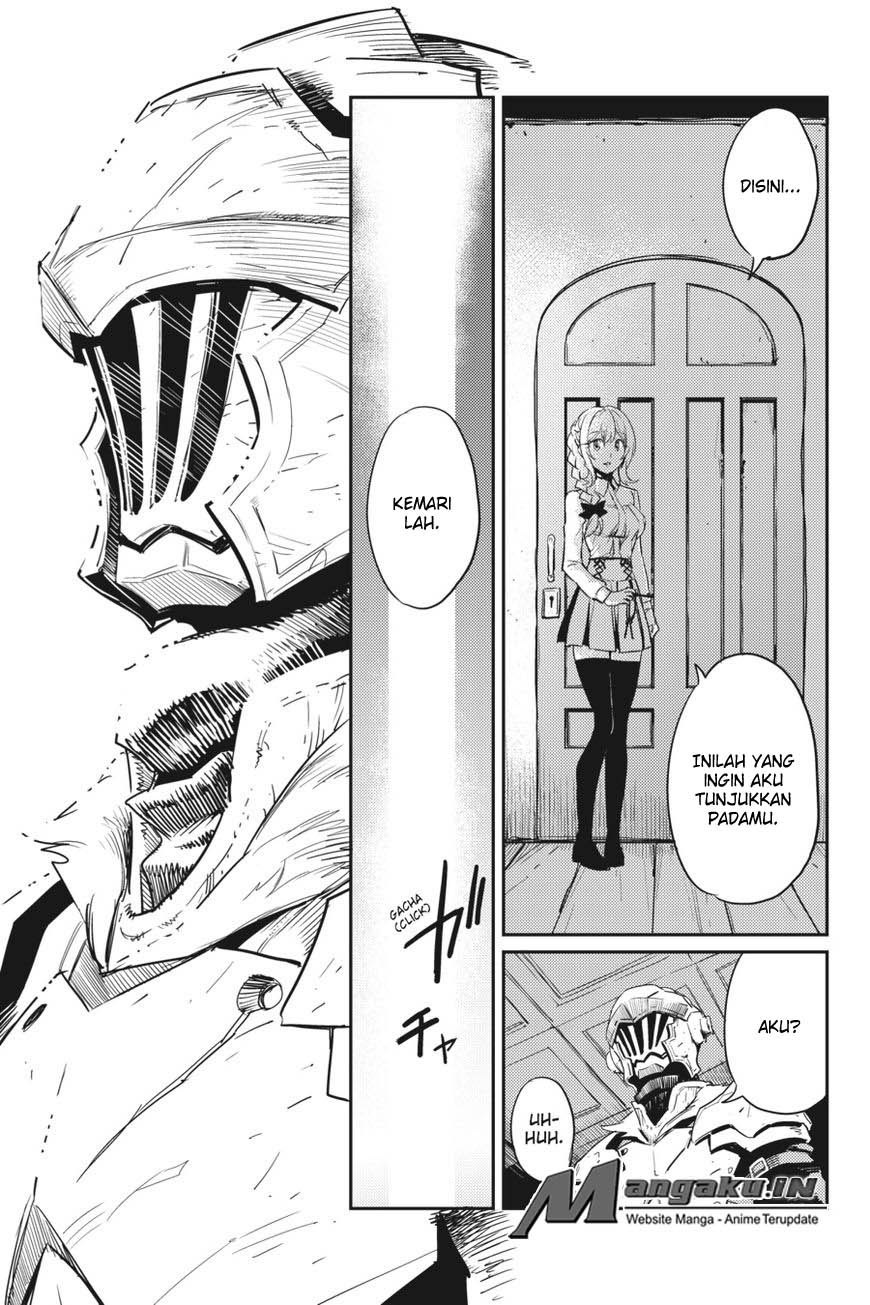 DISINI...
INILAH YANG
INGIN AKU
TUNJUKKAN
PADAMU.
AKU?
UH-
HUH.
KEMARI
LAH.
GACHA
(CLICK)
ガチャ
Mangaku.IN
Website Manga - Anime Terupdate